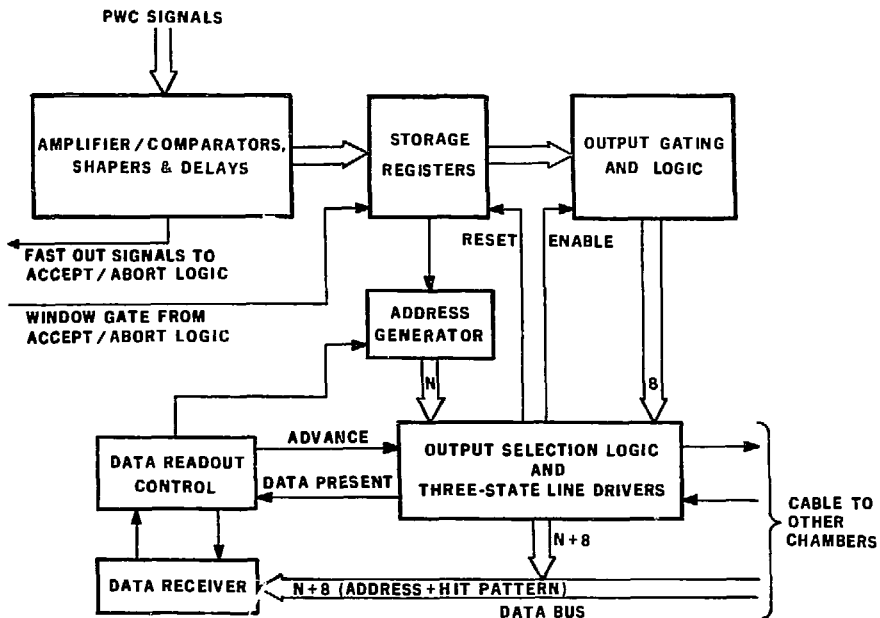 PWC SIGNALS
AMPLIFIER/COMPARATORS,
SHAPERS & DELAYS
STORAGE
REGISTERS
OUTPUT GATING
AND LOGIC
FAST OUT SIGNALS TO
ACCEPT/ABORT LOGIC
RESET
ENABLE
WINDOW GATE FROM
ACCEPT/ABORT LOGIC
ADDRESS
GENERATOR
N
8
DATA READOUT
CONTROL
ADVANCE
DATA PRESENT
OUTPUT SELECTION LOGIC
AND
THREE-STATE LINE DRIVERS
CABLE TO
OTHER
CHAMBERS
N+8
DATA RECEIVER
N+8 (ADDRESS+HIT PATTERN)
DATA BUS